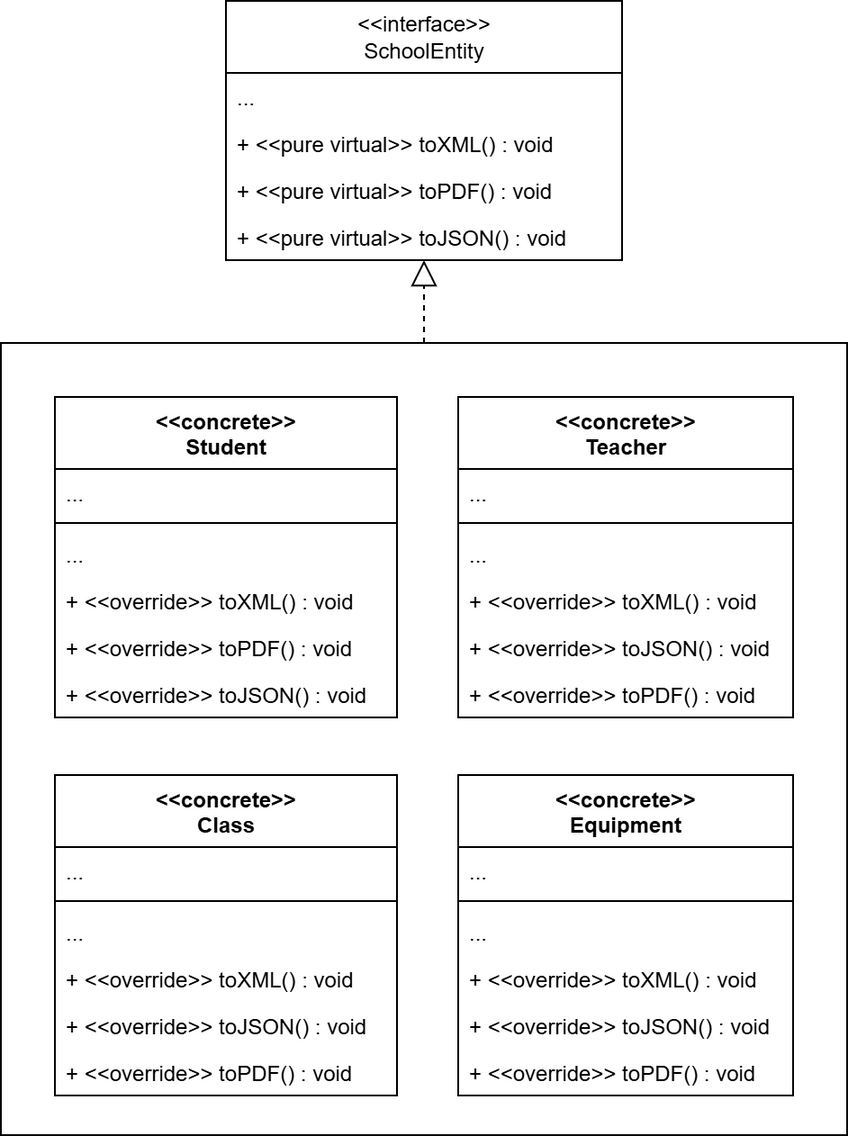 <<interface>>
SchoolEntity
...
+ <<pure virtual>> toXML() : void
+ <<pure virtual>> toPDF() : void
+ <<pure virtual>> toJSON() : void
<<concrete>>
Student
...
...
+ <<override>> toXML() : void
+ <<override>> toPDF() : void
+ <<override>> toJSON() : void
<<concrete>>
Teacher
...
...
+ <<override>> toXML() : void
+ <<override>> toJSON() : void
+ <<override>> toPDF() : void
<<concrete>>
Class
...
...
+ <<override>> toXML() : void
+ <<override>> toJSON() : void
+ <<override>> toPDF() : void
<<concrete>>
Equipment
...
...
+ <<override>> toXML() : void
+ <<override>> toJSON() : void
+ <<override>> toPDF() : void